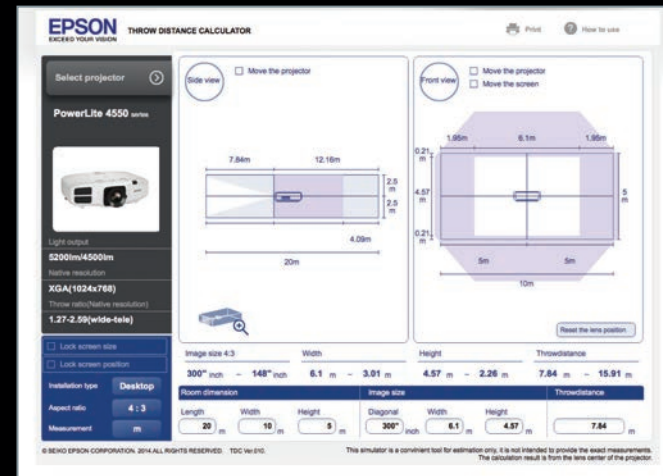 EPSON
EXCEED YOUR VISION
THROW DISTANCE CALCULATOR
Print
How to use
Select projector
PowerLite 4550 series
Light output
5200lm/4500lm
Native resolution
XGA(1024x768)
Throw ratio(Native resolution)
1.27-2.59(wide-tele)
Lock screen size
Lock screen position
Installation type Desktop
Aspect ratio 4 : 3
Measurement m
Side view
Move the projector
7.84m 12.16m
2.5 m
2.5 m
4.09m
20m
Front view
Move the projector
Move the screen
1.95m 6.1m 1.95m
0.21 m
4.57 m
0.21 m
5 m
5m 5m
10m
Reset the lens position
Image size 4:3 Width Height Throwdistance
300" inch - 148" inch 6.1 m - 3.01 m 4.57 m - 2.26 m 7.84 m - 15.91 m
Room dimension Image size Throwdistance
Length Width Height Diagonal Width Height
20 m 10 m 5 m 300" inch 6.1 m 4.57 m 7.84 m
© SEIKO EPSON CORPORATION. 2014 ALL RIGHTS RESERVED. TDC Ver.010.
This simulator is a convinient tool for estimation only, it is not intended to provide the exact measurements.
The calculation result is from the lens center of the projector.